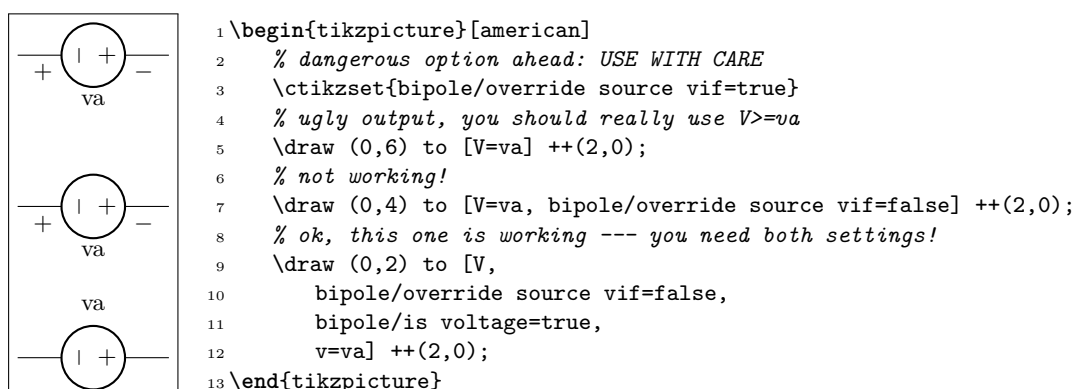 + −
va
+ −
+ −
va
+ −
va
+ −
1 \begin{tikzpicture}[american]
2 % dangerous option ahead: USE WITH CARE
3 \ctikzset{bipole/override source vif=true}
4 % ugly output, you should really use V>=va
5 \draw (0,6) to [V=va] ++(2,0);
6 % not working!
7 \draw (0,4) to [V=va, bipole/override source vif=false] ++(2,0);
8 % ok, this one is working --- you need both settings!
9 \draw (0,2) to [V,
10 bipole/override source vif=false,
11 bipole/is voltage=true,
12 v=va] ++(2,0);
13 \end{tikzpicture}